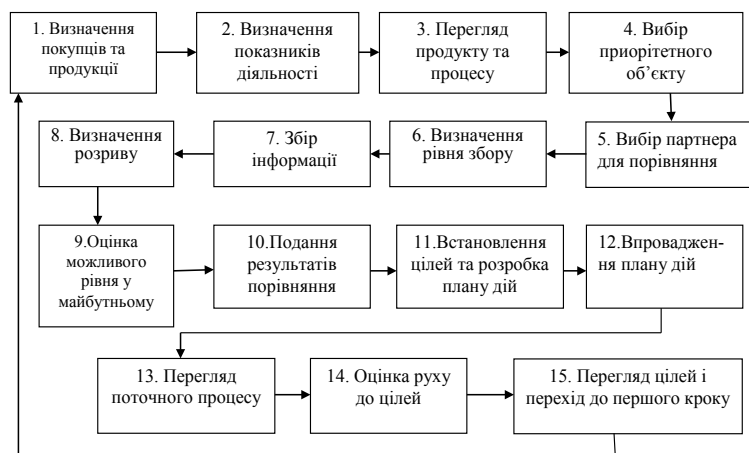 1. Визначення
покупців та
продукції
2. Визначення
показників
діяльності
3. Перегляд
продукту та
процесу
4. Вибір
приорітетного
об’єкту
5. Вибір партнера
для порівняння
6. Визначення
рівня збору
7. Збір
інформації
8. Визначення
розриву
9.Оцінка
можливого
рівня у
майбутньому
10.Подання
результатів
порівняння
11.Встановлення
цілей та розробка
плану дій
12.Впроваджен-
ня плану дій
13. Перегляд
поточного процесу
14. Оцінка руху
до цілей
15. Перегляд цілей і
перехід до першого кроку